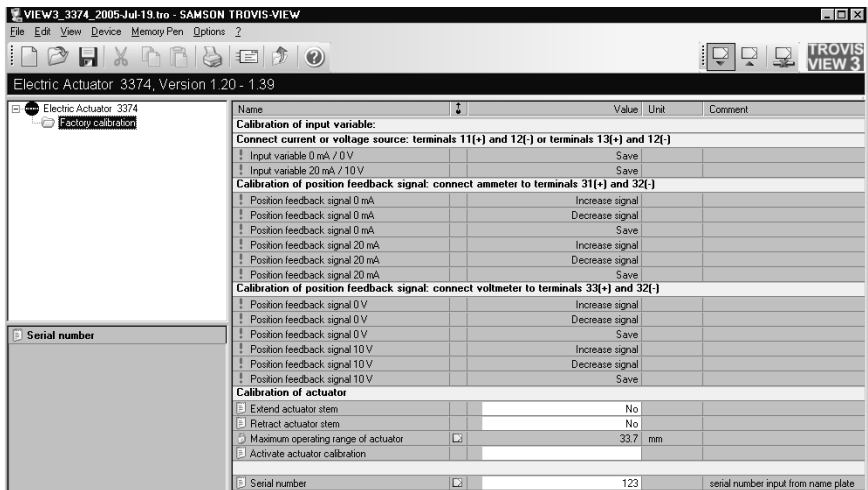 VIEW3_3374_2005-Jul-19.tro - SAMSON TROVIS-VIEW
File Edit View Device Memory Pen Options ?
TROVIS
VIEW 3
Electric Actuator 3374, Version 1.20 - 1.39
Electric Actuator 3374
Factory calibration
Serial number
Name Value Unit Comment
Calibration of input variable:
Connect current or voltage source: terminals 11(+) and 12(-) or terminals 13(+) and 12(-)
Input variable 0 mA / 0 V Save
Input variable 20 mA / 10 V Save
Calibration of position feedback signal: connect ammeter to terminals 31(+) and 32(-)
Position feedback signal 0 mA Increase signal
Position feedback signal 0 mA Decrease signal
Position feedback signal 0 mA Save
Position feedback signal 20 mA Increase signal
Position feedback signal 20 mA Decrease signal
Position feedback signal 20 mA Save
Calibration of position feedback signal: connect voltmeter to terminals 33(+) and 32(-)
Position feedback signal 0 V Increase signal
Position feedback signal 0 V Decrease signal
Position feedback signal 0 V Save
Position feedback signal 10 V Increase signal
Position feedback signal 10 V Decrease signal
Position feedback signal 10 V Save
Calibration of actuator
Extend actuator stem No
Retract actuator stem No
Maximum operating range of actuator 33.7 mm
Activate actuator calibration
Serial number 123 serial number input from name plate